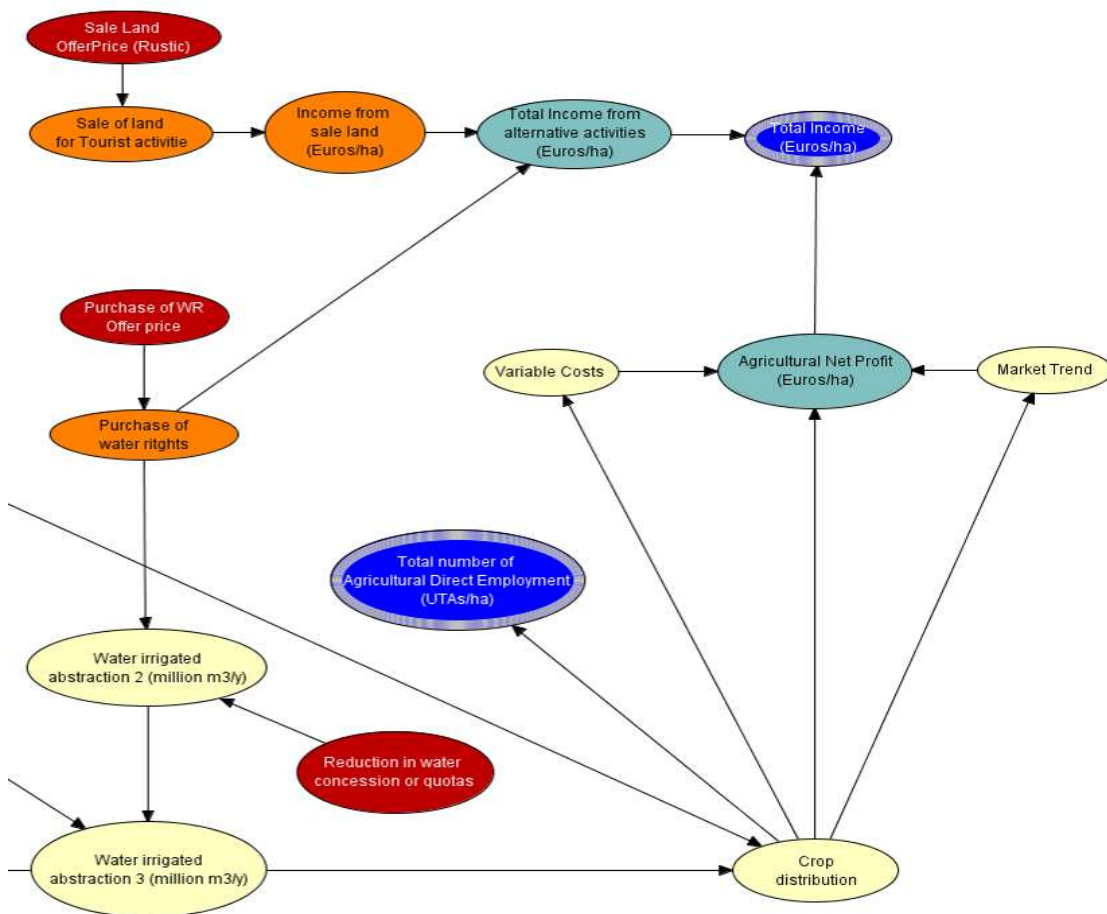 Sale Land
OfferPrice (Rustic)
Sale of land
for Tourist activitie
Income from
sale land
(Euros/ha)
Total Income from
alternative activities
(Euros/ha)
Total Income
(Euros/ha)
Purchase of WR
Offer price
Variable Costs
Agricultural Net Profit
(Euros/ha)
Market Trend
Purchase of
water ritghts
Total number of
Agricultural Direct Employment
(UTAs/ha)
Water irrigated
abstraction 2 (million m3/y)
Reduction in water
concession or quotas
Water irrigated
abstraction 3 (million m3/y)
Crop
distribution